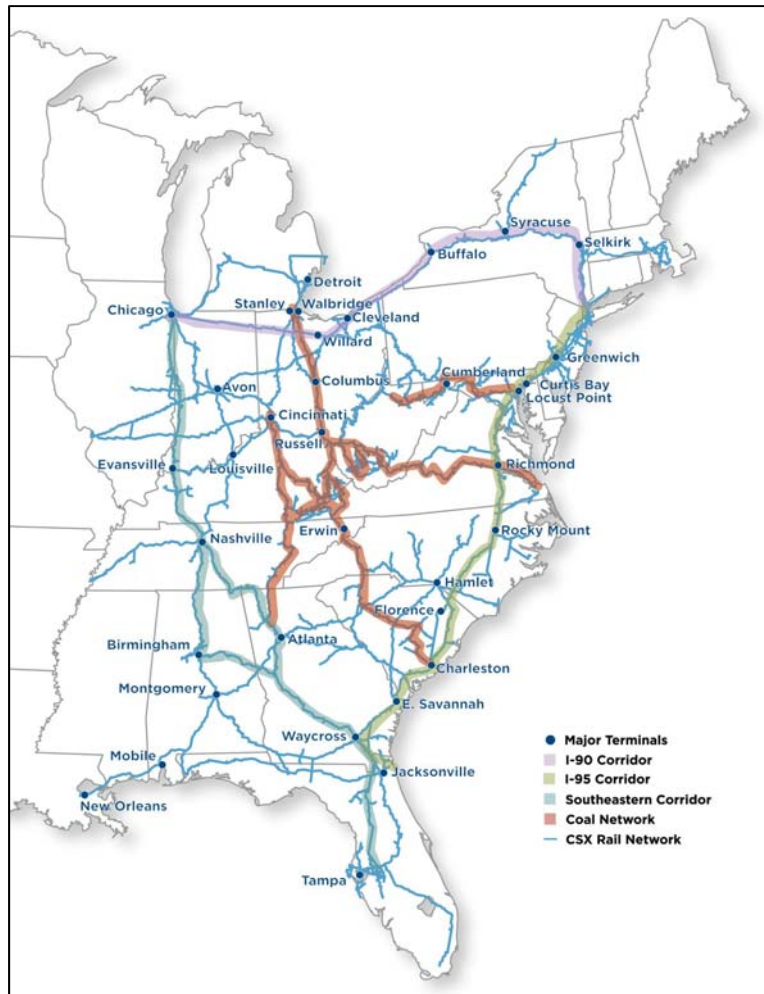 Syracuse
Selkirk
Buffalo
Detroit
Stanley
Walbridge
Chicago
Cleveland
Willard
Greenwich
Cumberland
Columbus
Curtis Bay
Locust Point
Avon
Cincinnati
Russell
Richmond
Evansville
Louisville
Erwin
Rocky Mount
Nashville
Hamlet
Florence
Atlanta
Birmingham
Charleston
Montgomery
E. Savannah
Waycross
Mobile
Jacksonville
New Orleans
Tampa
Major Terminals
I-90 Corridor
I-95 Corridor
Southeastern Corridor
Coal Network
CSX Rail Network